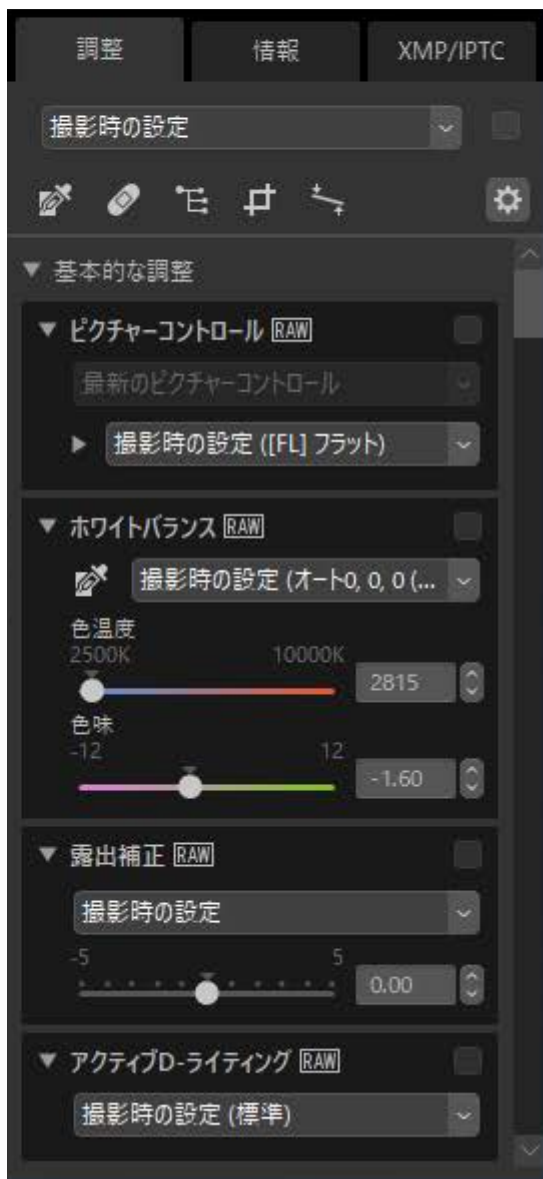 調整 情報 XMP/IPTC
撮影時の設定
基本的な調整
ピクチャーコントロール RAW
最新のピクチャーコントロール
撮影時の設定 ([FL] フラット)
ホワイトバランス RAW
撮影時の設定 (オート0, 0, 0 (...
色温度
2500K 10000K
2815
色味
-12 12
-1.60
露出補正 RAW
撮影時の設定
-5 5
0.00
アクティブD-ライティング RAW
撮影時の設定 (標準)